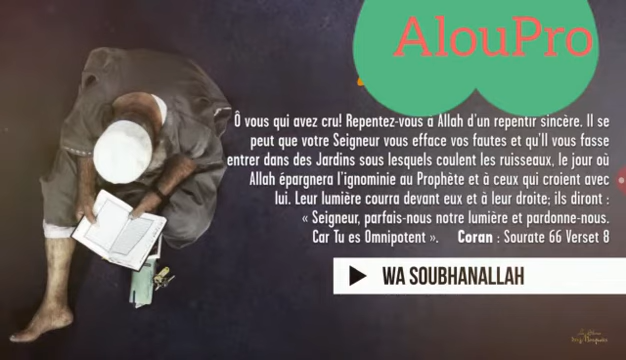 AlouPro
Ô vous qui avez cru! Repentez-vous à Allah d'un repentir sincère. Il se
peut que votre Seigneur vous efface vos fautes et qu'Il vous fasse
entrer dans des Jardins sous lesquels coulent les ruisseaux, le jour où
Allah épargnera l'ignominie au Prophète et à ceux qui croient avec
lui. Leur lumière courra devant eux et à leur droite; ils diront :
« Seigneur, parfais-nous notre lumière et pardonne-nous.
Car Tu es Omnipotent ». Coran : Sourate 66 Verset 8
WA SOUBHANALLAH